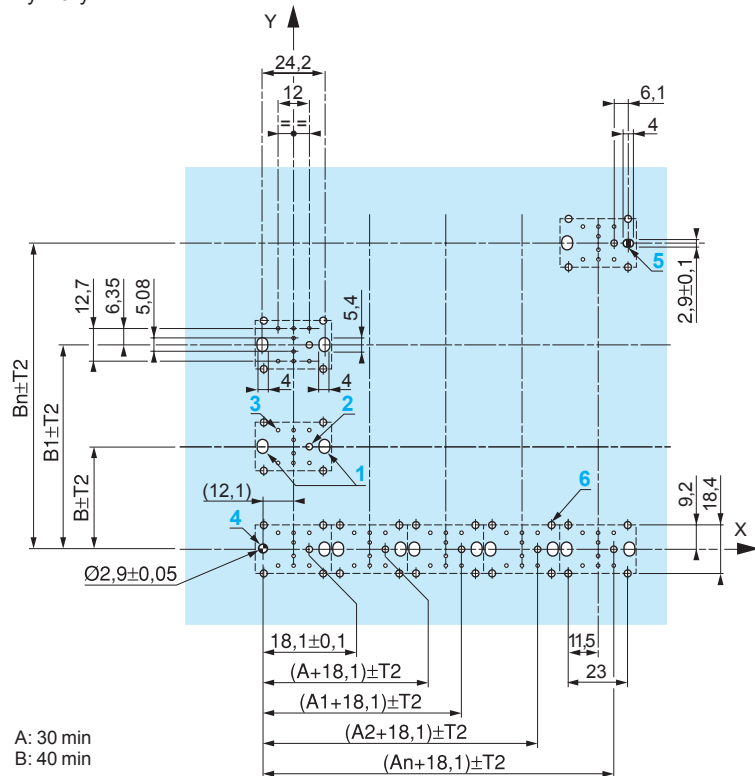 Y
24,2
12
= =
6,1
4
5
2,9±0,1
12,7
6,35
5,08
5,4
4
4
3
2
1
Bn±T2
B1±T2
B±T2
(12,1)
4
6
9,2
18,4
X
Ø2,9±0,05
18,1±0,1
11,5
23
(A+18,1)±T2
(A1+18,1)±T2
(A2+18,1)±T2
(An+18,1)±T2
A: 30 min
B: 40 min